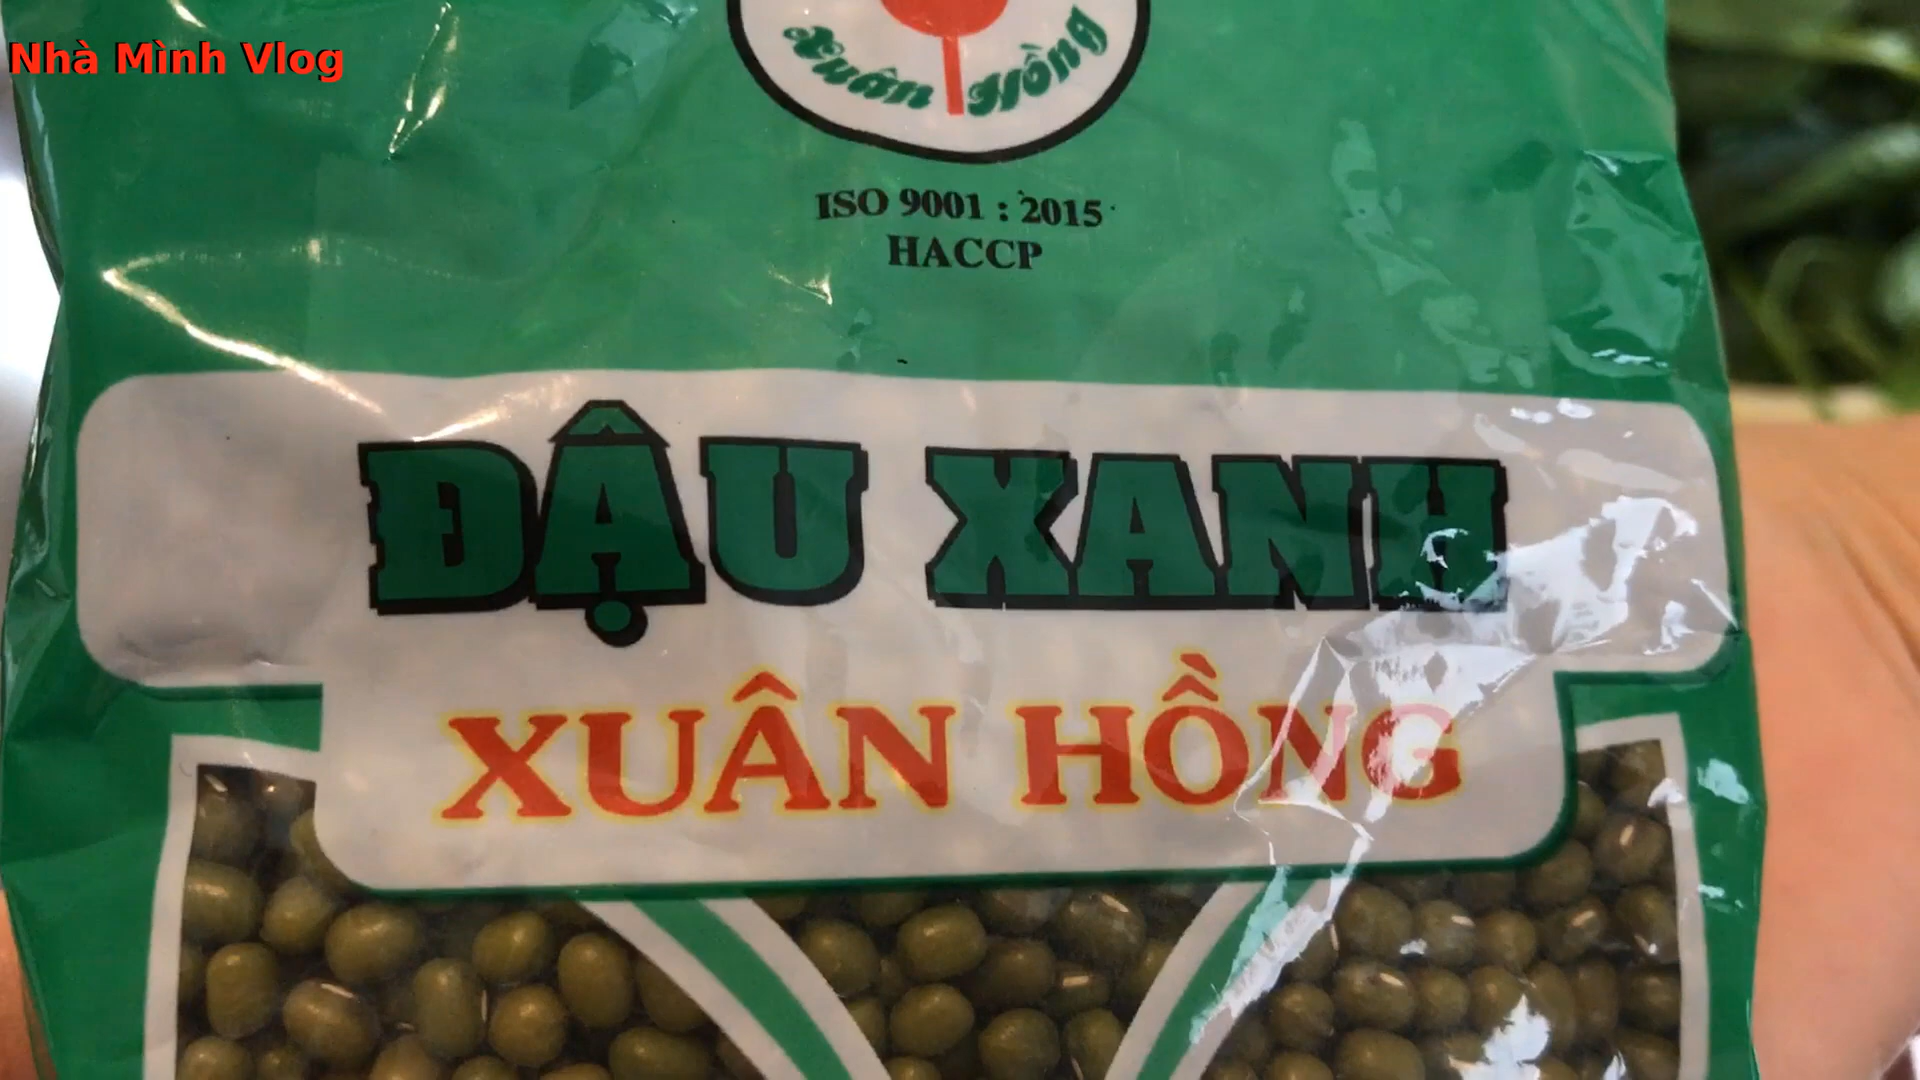 Nhà Mình Vlog
Xuân Hồng
ISO 9001 : 2015
HACCP
ĐẬU XANH
XUÂN HỒNG